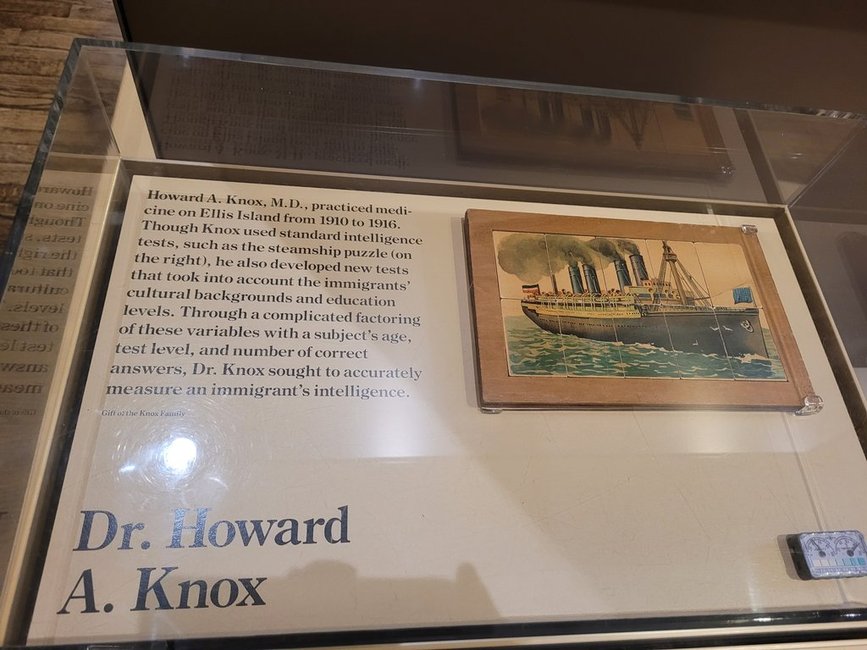 Howard A. Knox, M.D., practiced medi-
cine on Ellis Island from 1910 to 1916.
Though Knox used standard intelligence
tests, such as the steamship puzzle (on
the right), he also developed new tests
that took into account the immigrants'
cultural backgrounds and education
levels. Through a complicated factoring
of these variables with a subject's age,
test level, and number of correct
answers, Dr. Knox sought to accurately
measure an immigrant's intelligence.
Gift of the Knox Family
Dr. Howard
A. Knox